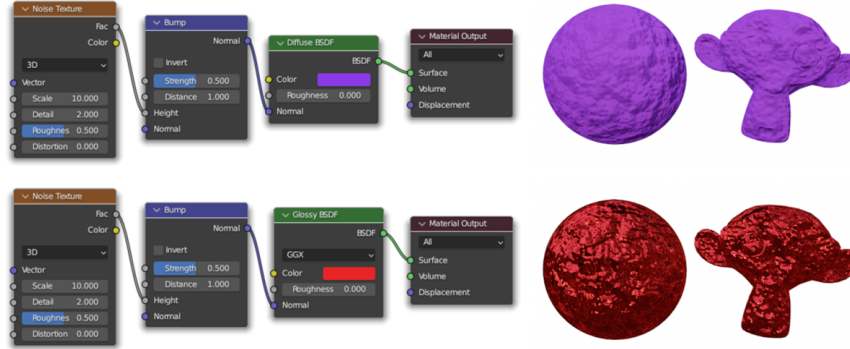 Noise Texture
Fac
Color
3D
Vector
Scale 10.000
Detail 2.000
Roughnes 0.500
Distortion 0.000
Bump
Normal
Invert
Strength 0.500
Distance 1.000
Height
Normal
Diffuse BSDF
BSDF
Color
Roughness 0.000
Normal
Material Output
All
Surface
Volume
Displacement
Noise Texture
Fac
Color
3D
Vector
Scale 10.000
Detail 2.000
Roughnes 0.500
Distortion 0.000
Bump
Normal
Invert
Strength 0.500
Distance 1.000
Height
Normal
Glossy BSDF
BSDF
GGX
Color
Roughness 0.000
Normal
Material Output
All
Surface
Volume
Displacement